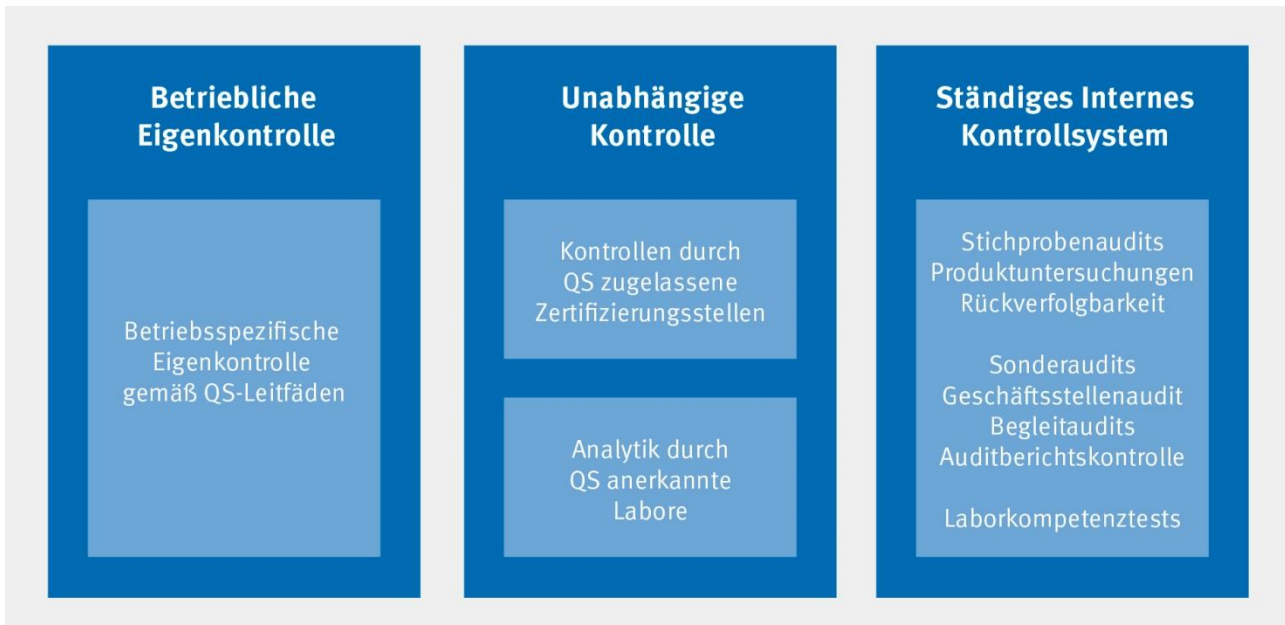 Betriebliche
Eigenkontrolle
Betriebsspezifische
Eigenkontrolle
gemäß QS-Leitfäden
Unabhängige
Kontrolle
Kontrollen durch
QS zugelassene
Zertifizierungsstellen
Analytik durch
QS anerkannte
Labore
Ständiges Internes
Kontrollsystem
Stichprobenaudits
Produktuntersuchungen
Rückverfolgbarkeit
Sonderaudits
Geschäftsstellenaudit
Begleitaudits
Auditberichtskontrolle
Laborkompetenztests